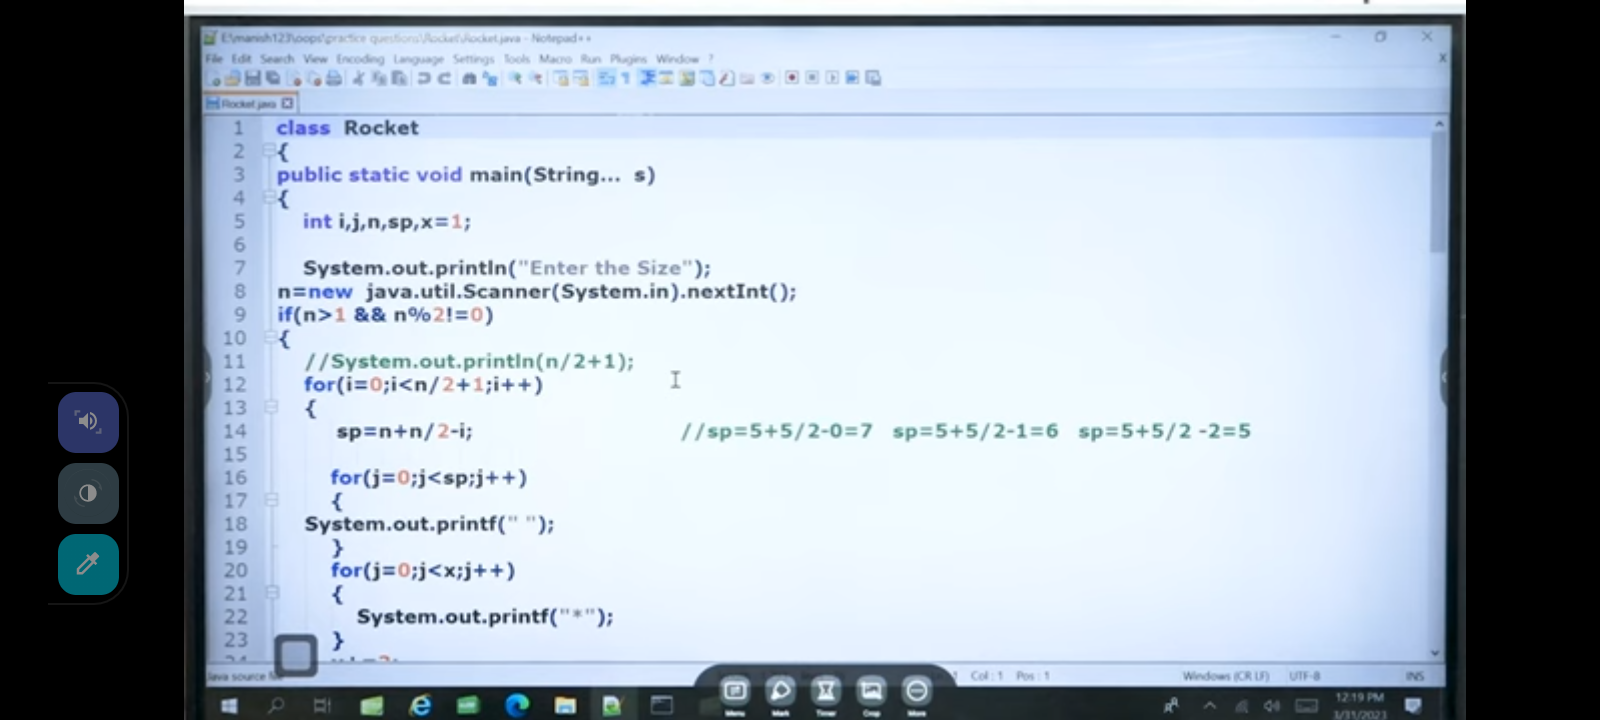 E:\manish123\oops\practice questions\Rocket\Rocket.java - Notepad++
File Edit Search View Encoding Language Settings Tools Macro Run Plugins Window ? X
Rocket.java
1 class Rocket
2 {
3 public static void main(String... s)
4 {
5 int i,j,n,sp,x=1;
6
7 System.out.println("Enter the Size");
8 n=new java.util.Scanner(System.in).nextInt();
9 if(n>1 && n%2!=0)
10 {
11 //System.out.println(n/2+1);
12 for(i=0;i<n/2+1;i++)
13 {
14 sp=n+n/2-i; //sp=5+5/2-0=7 sp=5+5/2-1=6 sp=5+5/2 -2=5
15
16 for(j=0;j<sp;j++)
17 {
18 System.out.printf(" ");
19 }
20 for(j=0;j<x;j++)
21 {
22 System.out.printf("*");
23 }
Java source Col : 1 Pos : 1 Windows (CR LF) UTF-8 INS
Menu Mark Timer Crop More
12:19 PM
3/31/2023